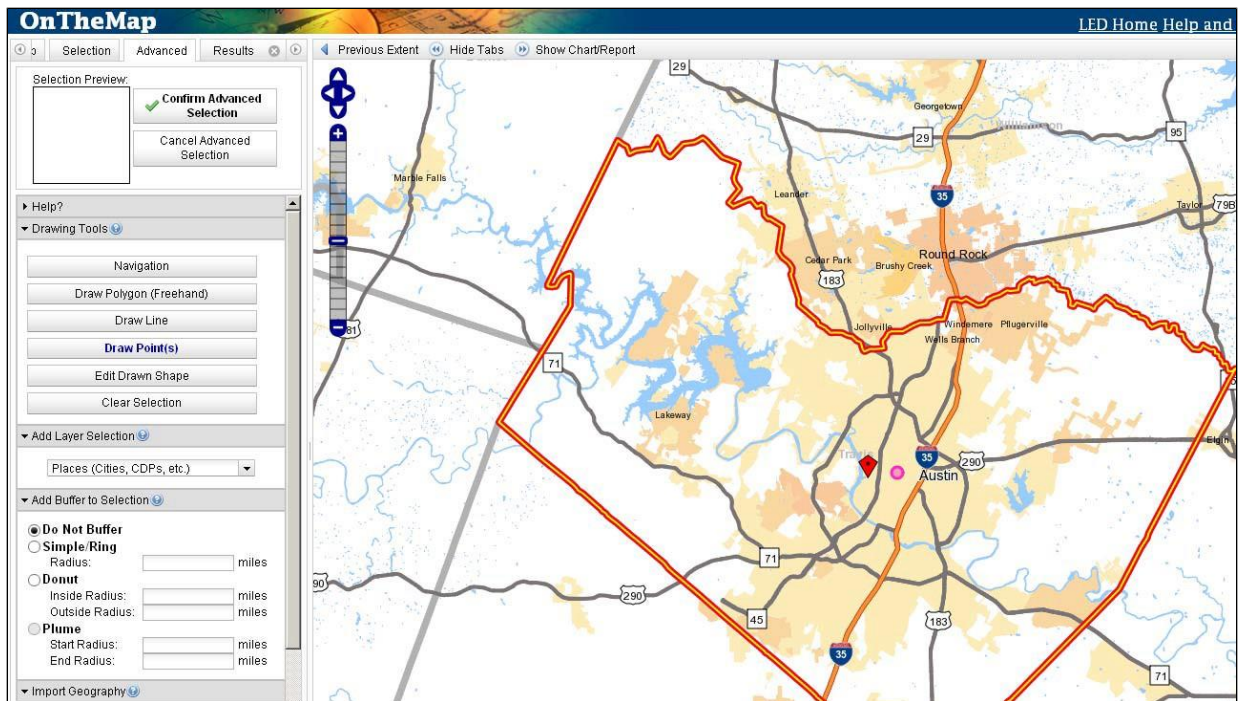 OnTheMap
LED Home Help and
Selection
Advanced
Results
Previous Extent
Hide Tabs
Show Chart/Report
Selection Preview:
Confirm Advanced
Selection
Cancel Advanced
Selection
Help?
Drawing Tools
Navigation
Draw Polygon (Freehand)
Draw Line
Draw Point(s)
Edit Drawn Shape
Clear Selection
Add Layer Selection
Places (Cities, CDPs, etc.)
Add Buffer to Selection
Do Not Buffer
Simple/Ring
Radius: miles
Donut
Inside Radius: miles
Outside Radius: miles
Plume
Start Radius: miles
End Radius: miles
Import Geography
29
Georgetown
Williamson
29
95
Marble Falls
Leander
35
Taylor
79B
Round Rock
Cedar Park
Brushy Creek
183
Jollyville
Windemere
Pflugerville
Wells Branch
81
71
Lakeway
Elgin
Travis
35
290
Austin
71
290
45
183
35
71